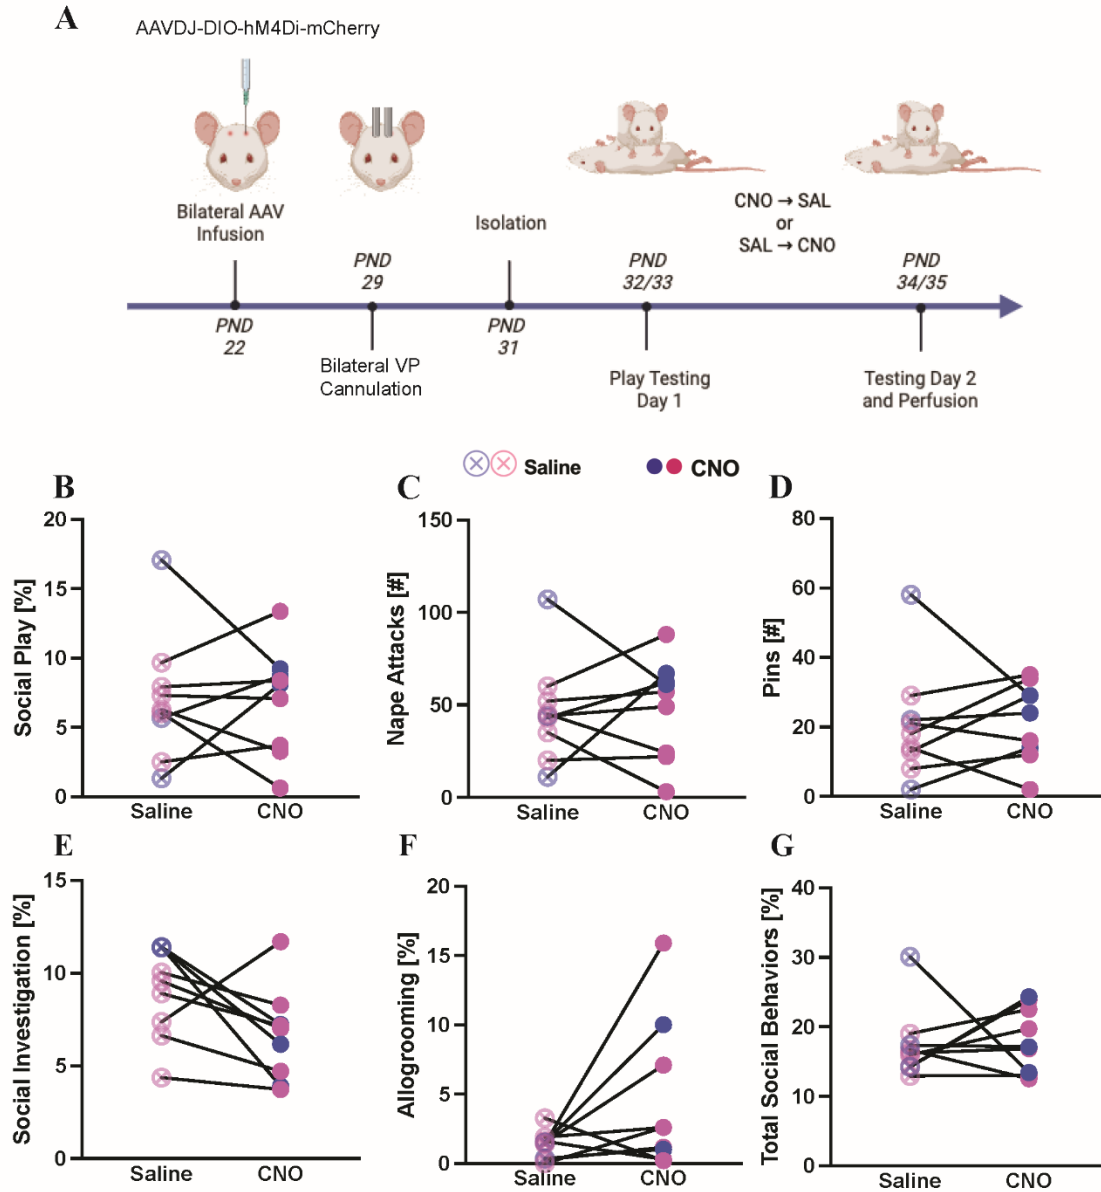 A
AAVDJ-DIO-hM4Di-mCherry
Bilateral AAV
Infusion
Isolation
CNO → SAL
or
SAL → CNO
PND
29
PND
32/33
PND
34/35
PND
22
PND
31
Bilateral VP
Cannulation
Play Testing
Day 1
Testing Day 2
and Perfusion
Saline
CNO
B
Social Play [%]
20
15
10
5
0
Saline
CNO
C
Nape Attacks [#]
150
100
50
0
Saline
CNO
D
Pins [#]
80
60
40
20
0
Saline
CNO
E
Social Investigation [%]
15
10
5
0
Saline
CNO
F
Allogrooming [%]
20
15
10
5
0
Saline
CNO
G
Total Social Behaviors [%]
40
30
20
10
0
Saline
CNO